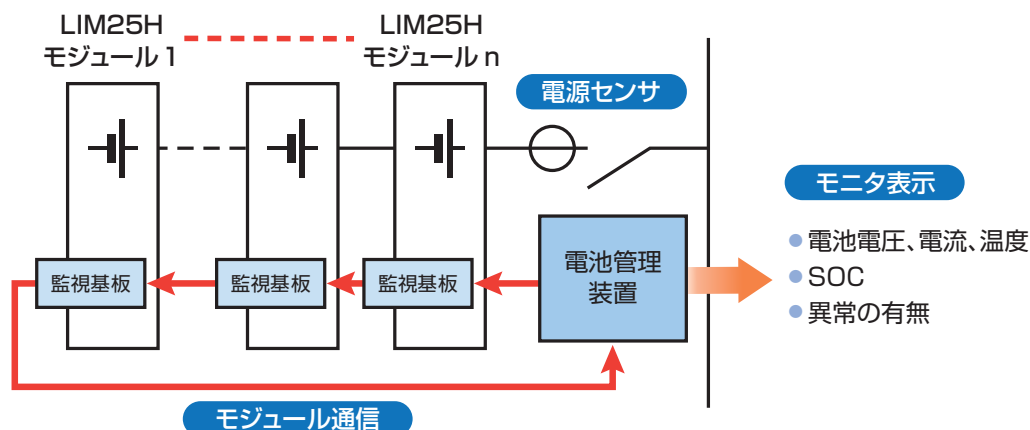 LIM25H
モジュール1
LIM25H
モジュールn
電源センサ
モニタ表示
電池電圧、電流、温度
SOC
異常の有無
電池管理
装置
監視基板
監視基板
監視基板
モジュール通信